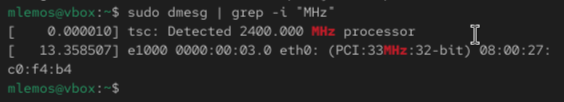 mlemos@vbox:~$ sudo dmesg | grep -i "MHz"
[    0.000010] tsc: Detected 2400.000 MHz processor
[   13.358507] e1000 0000:00:03.0 eth0: (PCI:33MHz:32-bit) 08:00:27:
c0:f4:b4
mlemos@vbox:~$